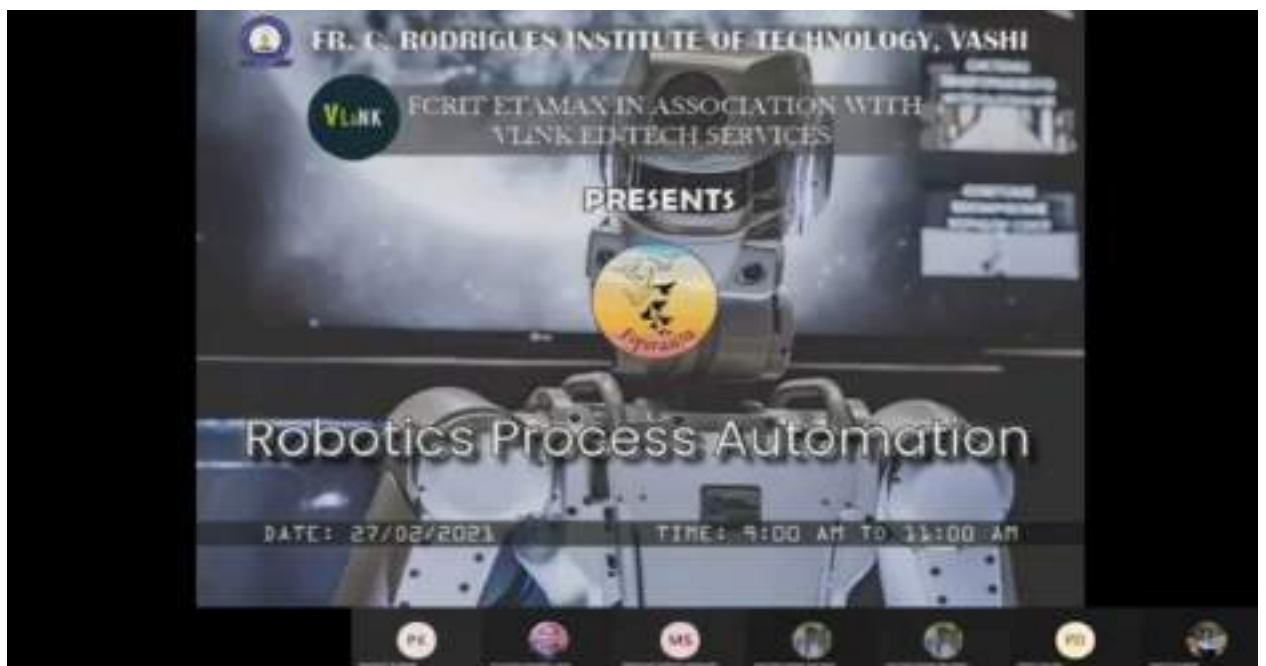 FR. C. RODRIGUES INSTITUTE OF TECHNOLOGY, VASHI
VLiNK
FCRIT ETAMAX IN ASSOCIATION WITH
VLiNK ED-TECH SERVICES
PRESENTS
Robotics Process Automation
DATE: 27/02/2021
TIME: 9:00 AM TO 11:00 AM
PK
MS